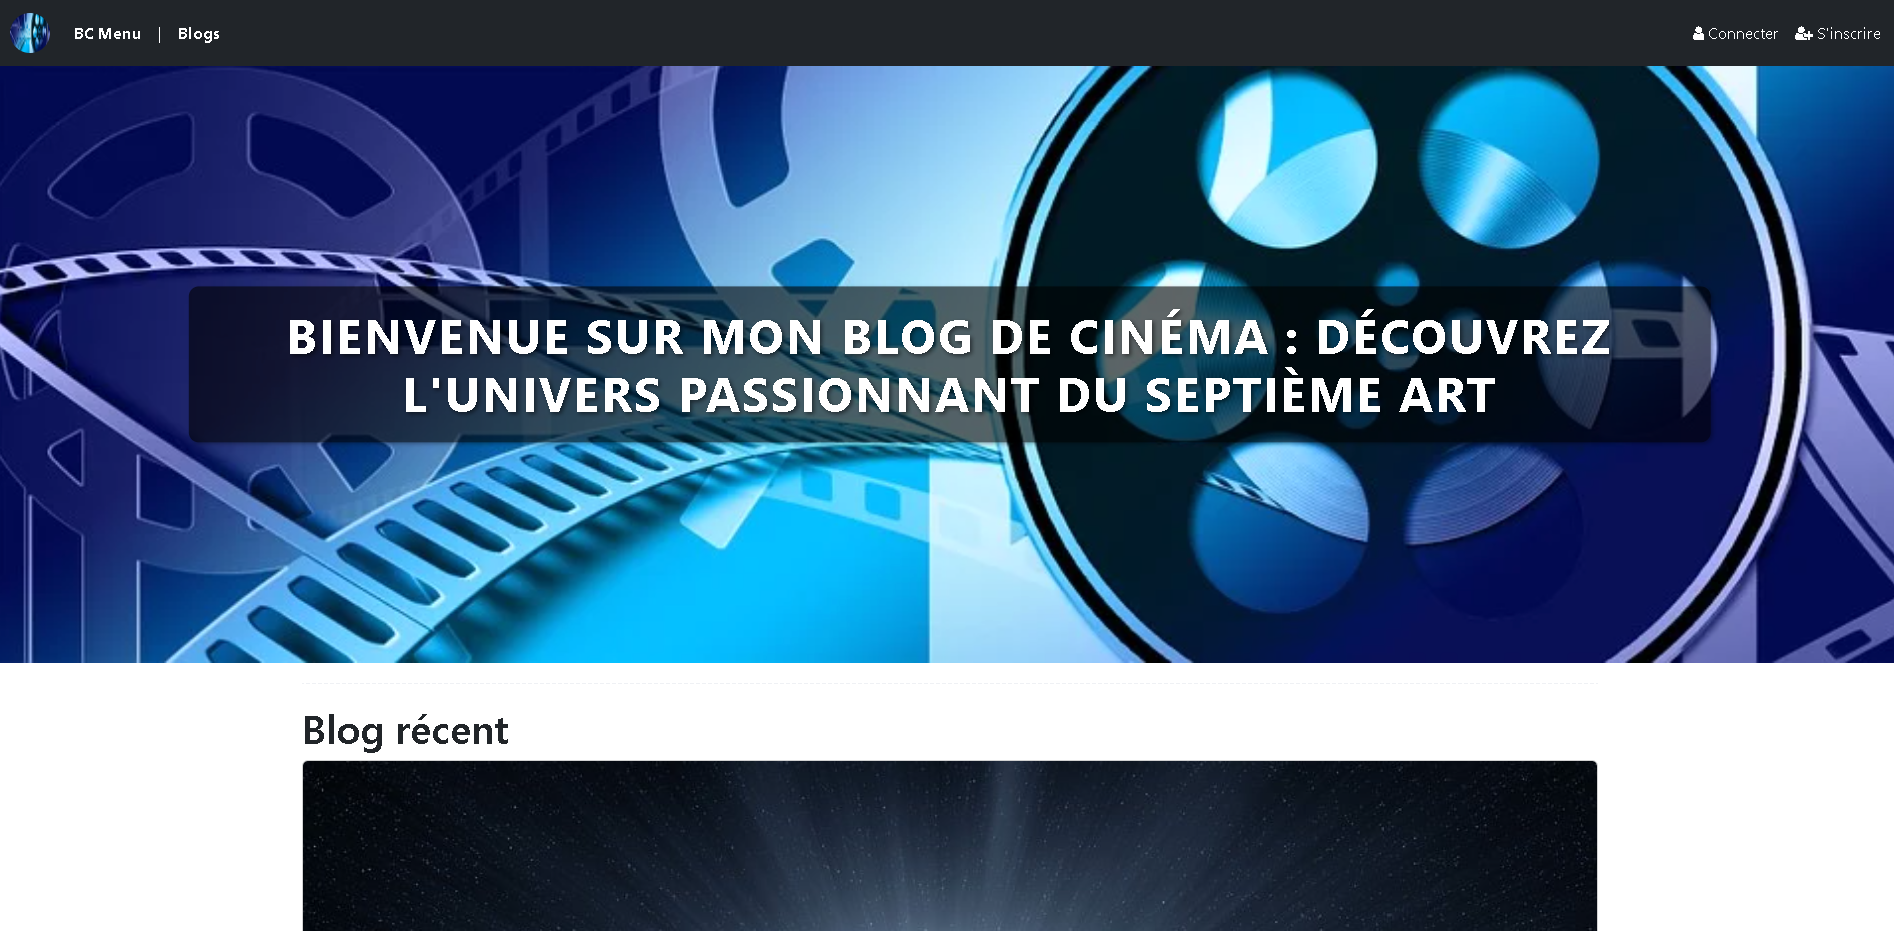 BC Menu | Blogs Connecter S'inscrire
BIENVENUE SUR MON BLOG DE CINÉMA : DÉCOUVREZ
L'UNIVERS PASSIONNANT DU SEPTIÈME ART
Blog récent